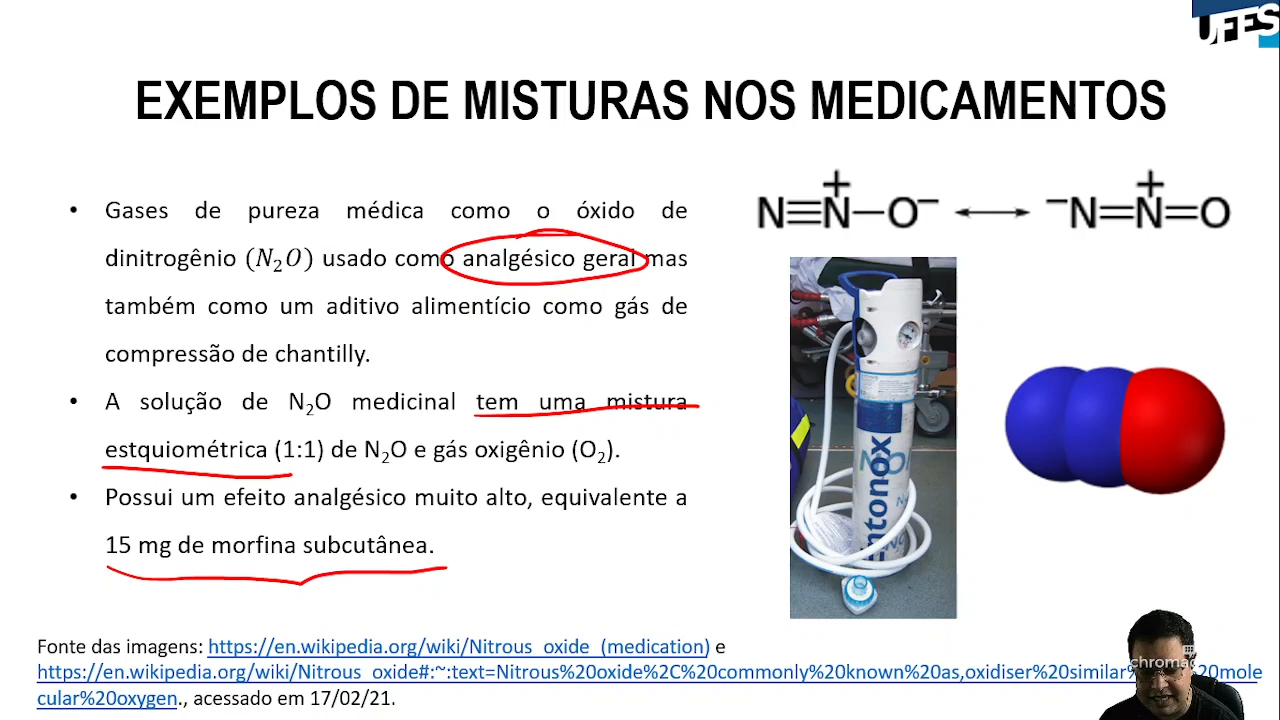 UFES
EXEMPLOS DE MISTURAS NOS MEDICAMENTOS
• Gases de pureza médica como o óxido de
dinitrogênio (N₂O) usado como analgésico geral mas
também como um aditivo alimentício como gás de
compressão de chantilly.
• A solução de N₂O medicinal tem uma mistura
estquiométrica (1:1) de N₂O e gás oxigênio (O₂).
• Possui um efeito analgésico muito alto, equivalente a
15 mg de morfina subcutânea.
N≡N⁺—O⁻ ↔ ⁻N=N⁺=O
ntonox
Fonte das imagens: https://en.wikipedia.org/wiki/Nitrous_oxide_(medication) e
https://en.wikipedia.org/wiki/Nitrous_oxide#:~:text=Nitrous%20oxide%2C%20commonly%20known%20as,oxidiser%20similar%20mole
cular%20oxygen., acessado em 17/02/21.